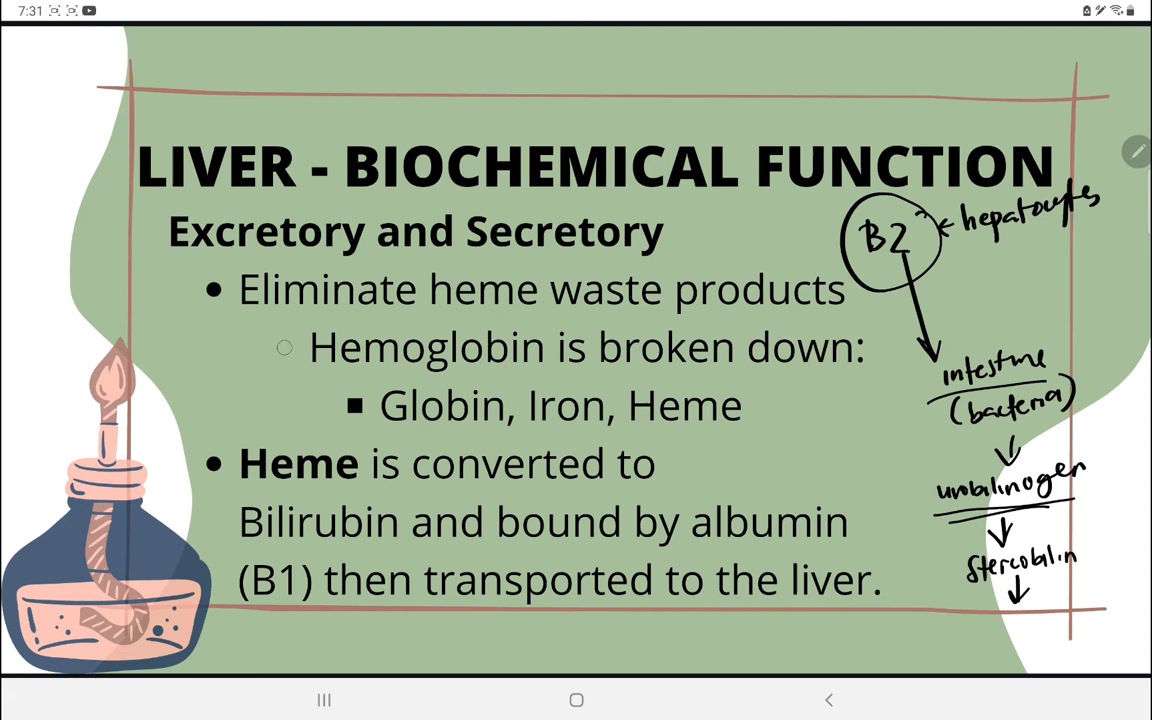 7:31
LIVER - BIOCHEMICAL FUNCTION
Excretory and Secretory
B2 hepatocytes
Eliminate heme waste products
Hemoglobin is broken down:
intestine
(bacteria)
Globin, Iron, Heme
Heme is converted to
urobilinogen
Bilirubin and bound by albumin
stercobilin
(B1) then transported to the liver.